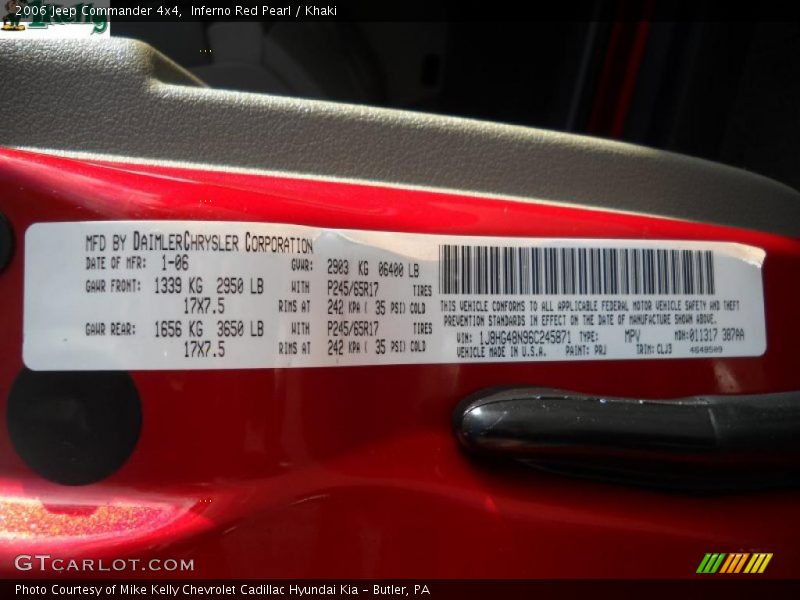 2006 Jeep Commander 4x4, Inferno Red Pearl / Khaki
MFD BY DAIMLERCHRYSLER CORPORATION
DATE OF MFR: 1-06 GVWR: 2903 KG 06400 LB
GAWR FRONT: 1339 KG 2950 LB WITH P245/65R17 TIRES
17X7.5 RIMS AT 242 KPA ( 35 PSI) COLD
GAWR REAR: 1656 KG 3650 LB WITH P245/65R17 TIRES
17X7.5 RIMS AT 242 KPA ( 35 PSI) COLD
THIS VEHICLE CONFORMS TO ALL APPLICABLE FEDERAL MOTOR VEHICLE SAFETY AND THEFT
PREVENTION STANDARDS IN EFFECT ON THE DATE OF MANUFACTURE SHOWN ABOVE.
VIN: 1J8HG48N96C245871 TYPE: MPV MDH: 011317 387AA
VEHICLE MADE IN U.S.A. PAINT: PRJ TRIM: CLJ3 4648509
GTCARLOT.COM
Photo Courtesy of Mike Kelly Chevrolet Cadillac Hyundai Kia - Butler, PA